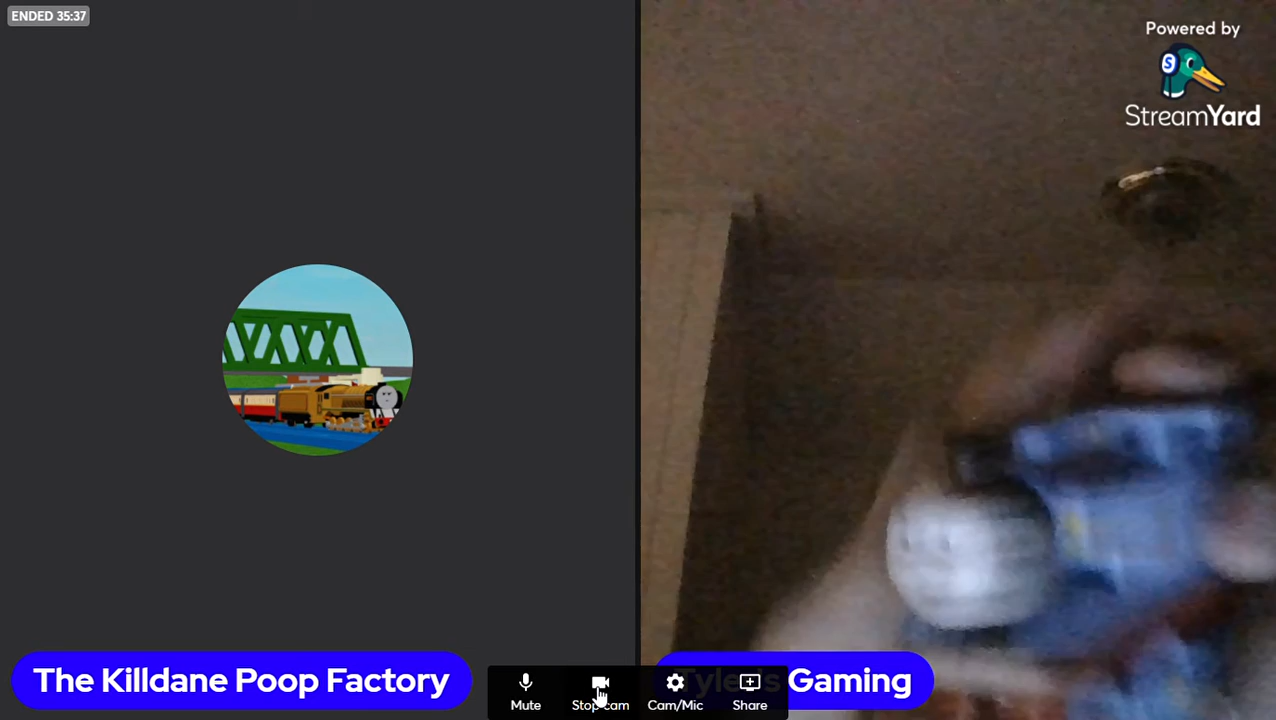 ENDED 35:37
Powered by
StreamYard
The Killdane Poop Factory
Gaming
Mute
Stop cam
Cam/Mic
Share